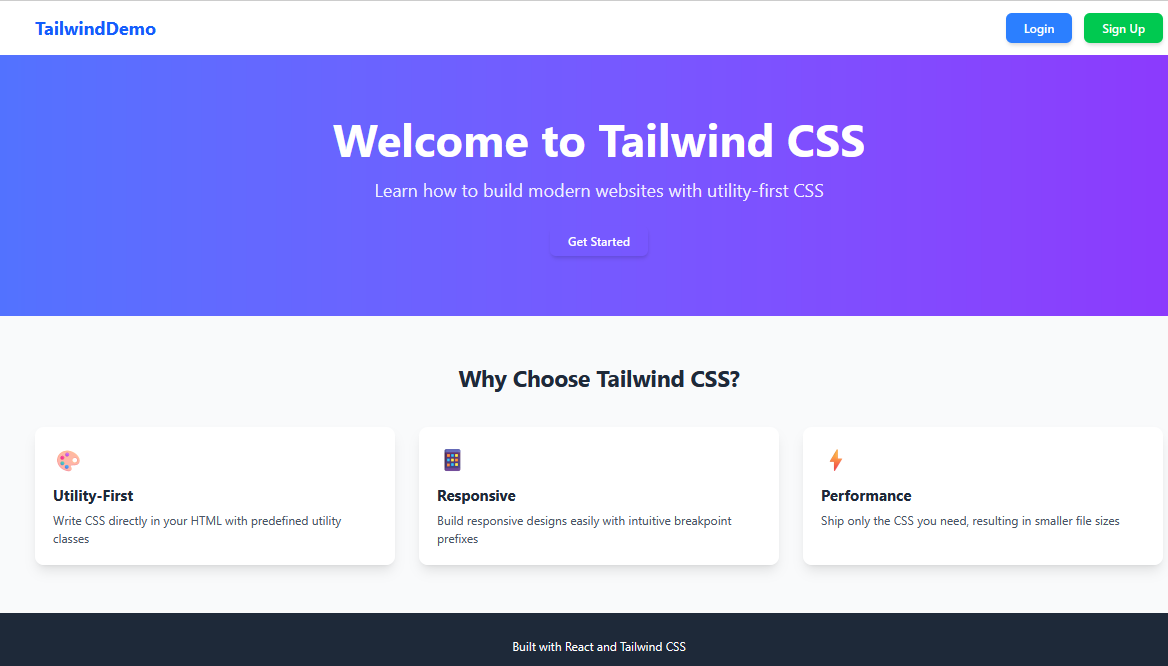 TailwindDemo
Login
Sign Up
Welcome to Tailwind CSS
Learn how to build modern websites with utility-first CSS
Get Started
Why Choose Tailwind CSS?
Utility-First
Write CSS directly in your HTML with predefined utility
classes
Responsive
Build responsive designs easily with intuitive breakpoint
prefixes
Performance
Ship only the CSS you need, resulting in smaller file sizes
Built with React and Tailwind CSS